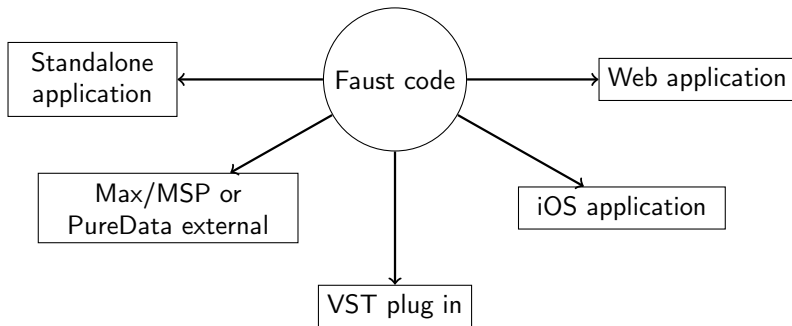 Standalone
application
Faust code
Web application
Max/MSP or
PureData external
iOS application
VST plug in